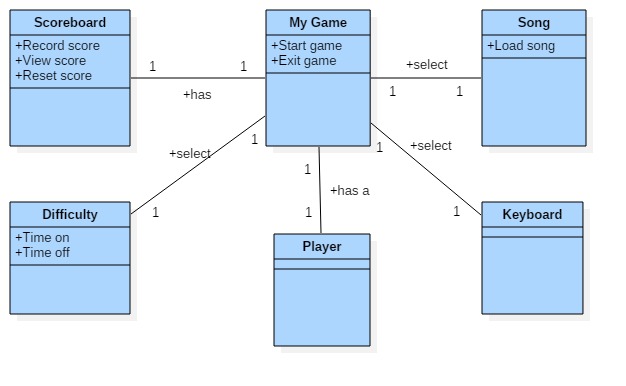 Scoreboard
+Record score
+View score
+Reset score
My Game
+Start game
+Exit game
Song
+Load song
1
1
+has
+select
1
1
+select
1
1
1
+has a
1
1
+select
1
Difficulty
+Time on
+Time off
Player
Keyboard